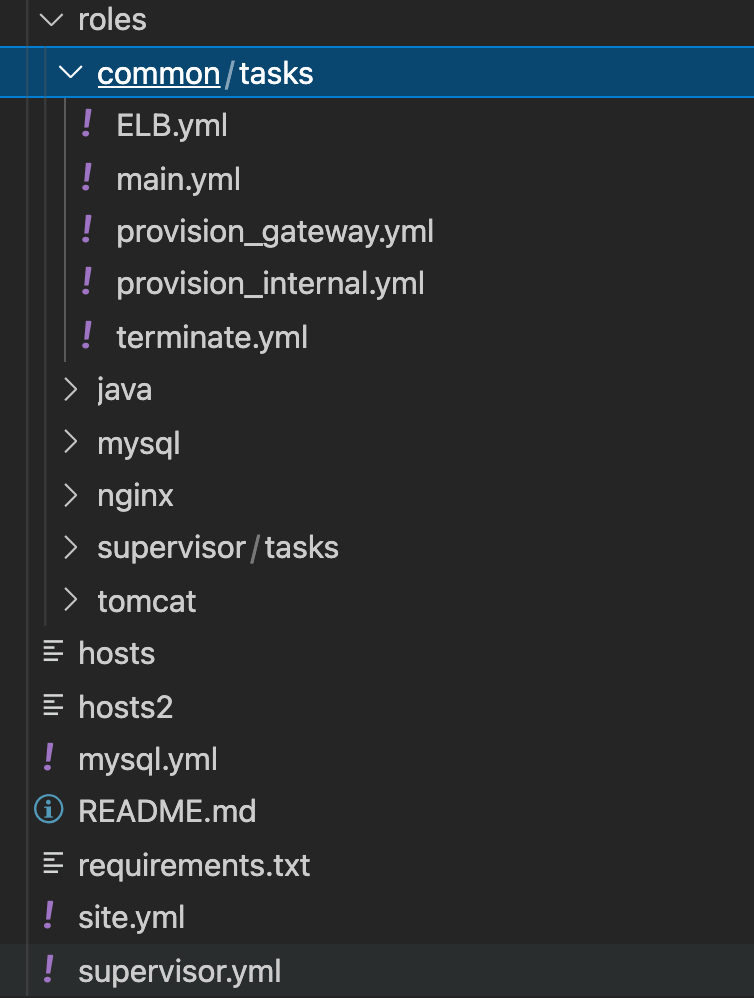 roles
common/tasks
! ELB.yml
! main.yml
! provision_gateway.yml
! provision_internal.yml
! terminate.yml
java
mysql
nginx
supervisor/tasks
tomcat
hosts
hosts2
! mysql.yml
README.md
requirements.txt
! site.yml
! supervisor.yml